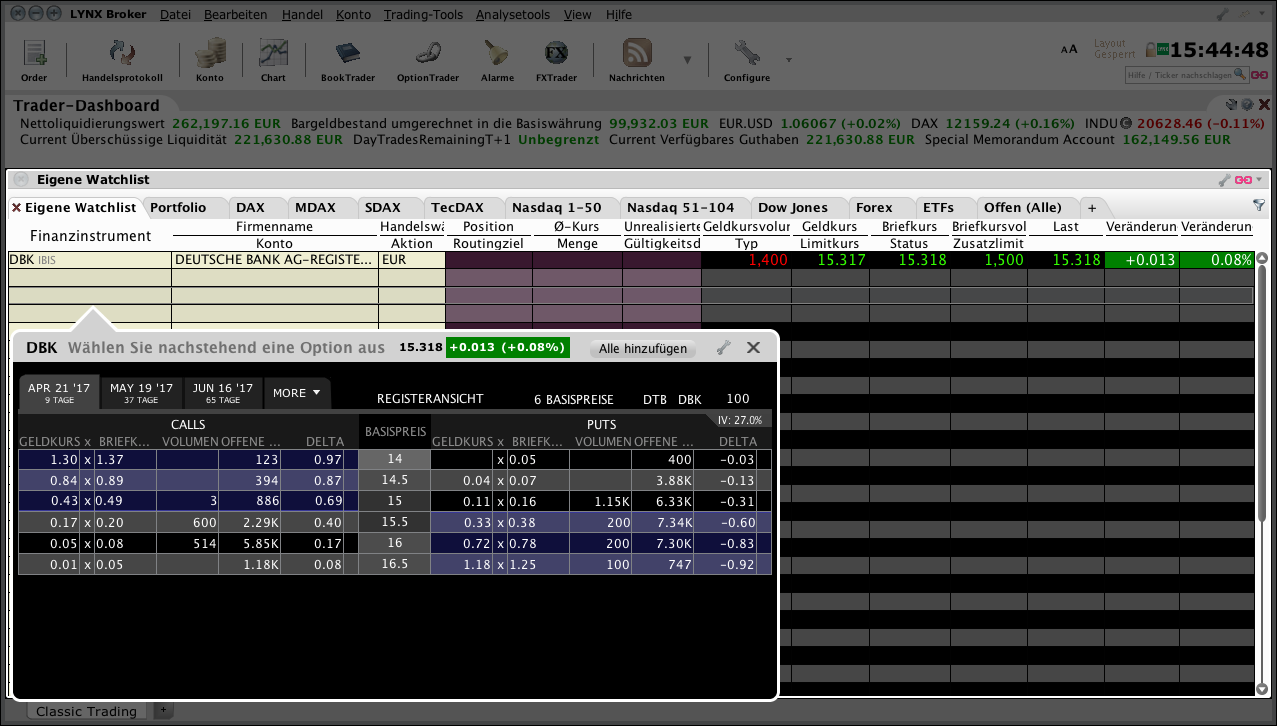 LYNX Broker Datei Bearbeiten Handel Konto Trading-Tools Analysetools View Hilfe
Order Handelsprotokoll Konto Chart BookTrader OptionTrader Alarme FXTrader Nachrichten Configure
FX
A A Layout Gesperrt 15:44:48
Hilfe / Ticker nachschlagen
Trader-Dashboard
Nettoliquidierungswert 262,197.16 EUR Bargeldbestand umgerechnet in die Basiswährung 99,932.03 EUR EUR.USD 1.06067 (+0.02%) DAX 12159.24 (+0.16%) INDU C 20628.46 (-0.11%)
Current Überschüssige Liquidität 221,630.88 EUR DayTradesRemainingT+1 Unbegrenzt Current Verfügbares Guthaben 221,630.88 EUR Special Memorandum Account 162,149.56 EUR
Eigene Watchlist
Eigene Watchlist Portfolio DAX MDAX SDAX TecDAX Nasdaq 1-50 Nasdaq 51-104 Dow Jones Forex ETFs Offen (Alle) +
Finanzinstrument Firmenname Handelswä Position Ø-Kurs Unrealisierte Geldkursvolur Geldkurs Briefkurs Briefkursvol Last Veränderun Veränderun
Konto Aktion Routingziel Menge Gültigkeitsd Typ Limitkurs Status Zusatzlimit
DBK IBIS DEUTSCHE BANK AG-REGISTE... EUR 1,400 15.317 15.318 1,500 15.318 +0.013 0.08%
DBK Wählen Sie nachstehend eine Option aus 15.318 +0.013 (+0.08%) Alle hinzufügen
APR 21 '17 MAY 19 '17 JUN 16 '17 MORE
9 TAGE 37 TAGE 65 TAGE
REGISTERANSICHT 6 BASISPREISE DTB DBK 100
IV: 27.0%
CALLS BASISPREIS PUTS
GELDKURS x BRIEFK... VOLUMEN OFFENE ... DELTA GELDKURS x BRIEFK... VOLUMEN OFFENE ... DELTA
1.30 x 1.37 123 0.97 14 x 0.05 400 -0.03
0.84 x 0.89 394 0.87 14.5 0.04 x 0.07 3.88K -0.13
0.43 x 0.49 3 886 0.69 15 0.11 x 0.16 1.15K 6.33K -0.31
0.17 x 0.20 600 2.29K 0.40 15.5 0.33 x 0.38 200 7.34K -0.60
0.05 x 0.08 514 5.85K 0.17 16 0.72 x 0.78 200 7.30K -0.83
0.01 x 0.05 1.18K 0.08 16.5 1.18 x 1.25 100 747 -0.92
Classic Trading +